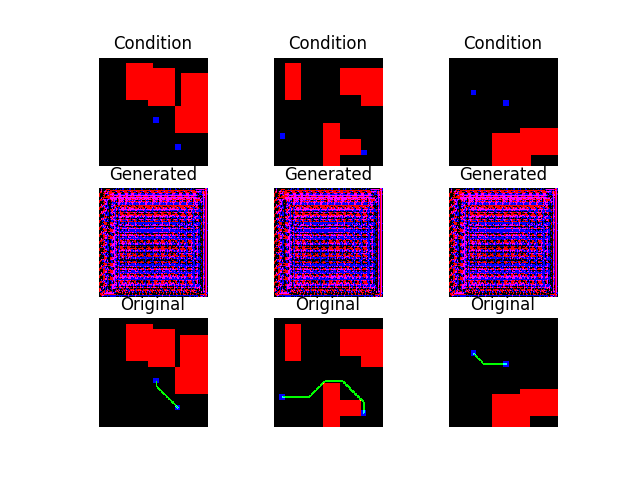 Condition
Condition
Condition
Generated
Generated
Generated
Original
Original
Original